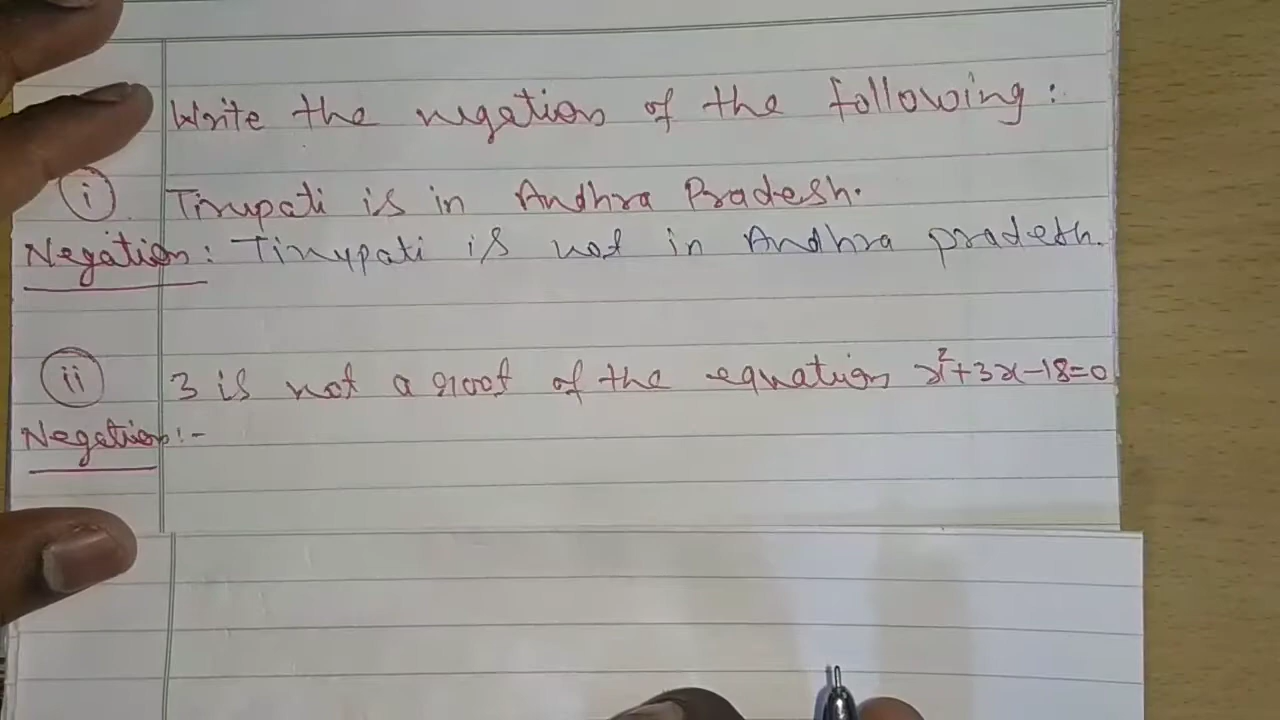 Write the negation of the following:
(i) Tirupati is in Andhra Pradesh.
Negation: Tirupati is not in Andhra pradesh.
(ii) 3 is not a root of the equation x²+3x-18=0
Negation:-